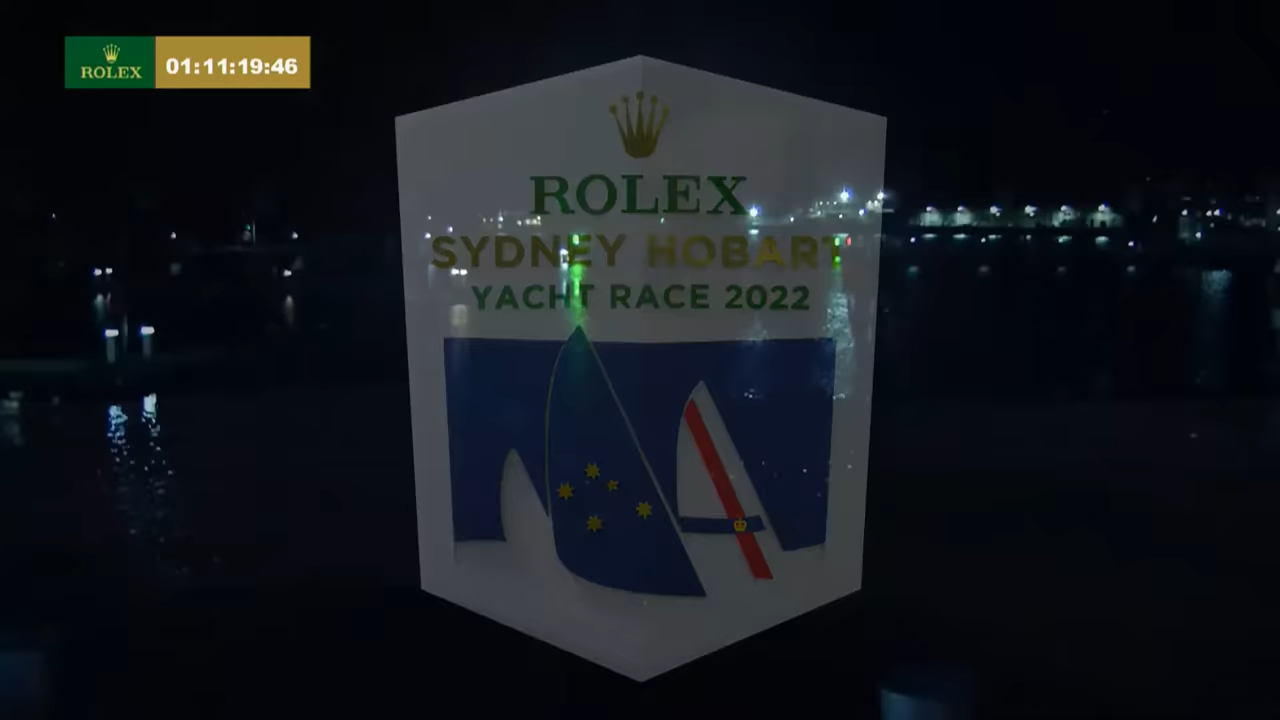 ROLEX
01:11:19:46
ROLEX
SYDNEY HOBART
YACHT RACE 2022